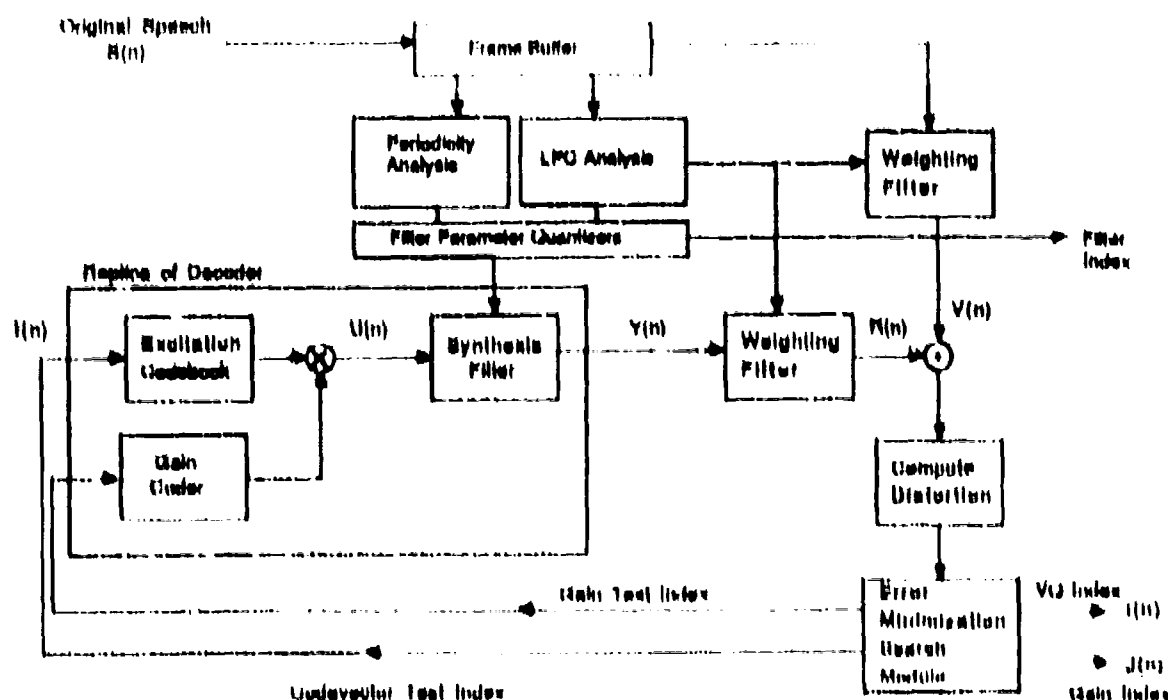 Original Speech
S(n)
Frame Buffer
Periodicity
Analysis
LPC Analysis
Weighting
Filter
Filter Parameter Quantizers
Filter
Index
Replica of Decoder
I(n)
Excitation
Codebook
U(n)
Synthesis
Filter
Y(n)
Weighting
Filter
V(n)
Gain
Coder
Compute
Distortion
Gain Test Index
Error
Minimization
Search
Module
VQ Index
I(n)
J(n)
Gain Index
Codevector Test Index